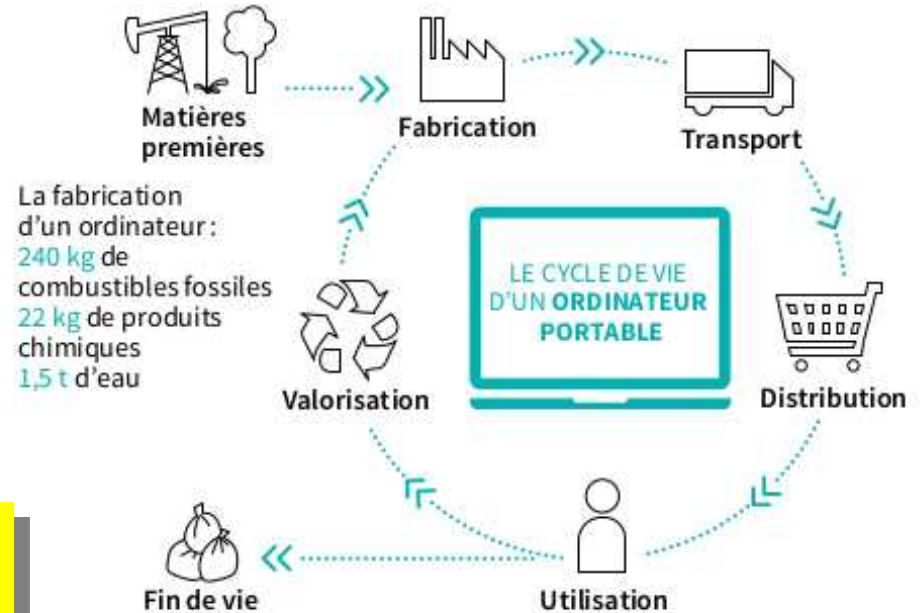 Matières
premières
Fabrication
Transport
La fabrication
d’un ordinateur :
240 kg de
combustibles fossiles
22 kg de produits
chimiques
1,5 t d’eau
LE CYCLE DE VIE
D’UN ORDINATEUR
PORTABLE
Valorisation
Distribution
Fin de vie
Utilisation